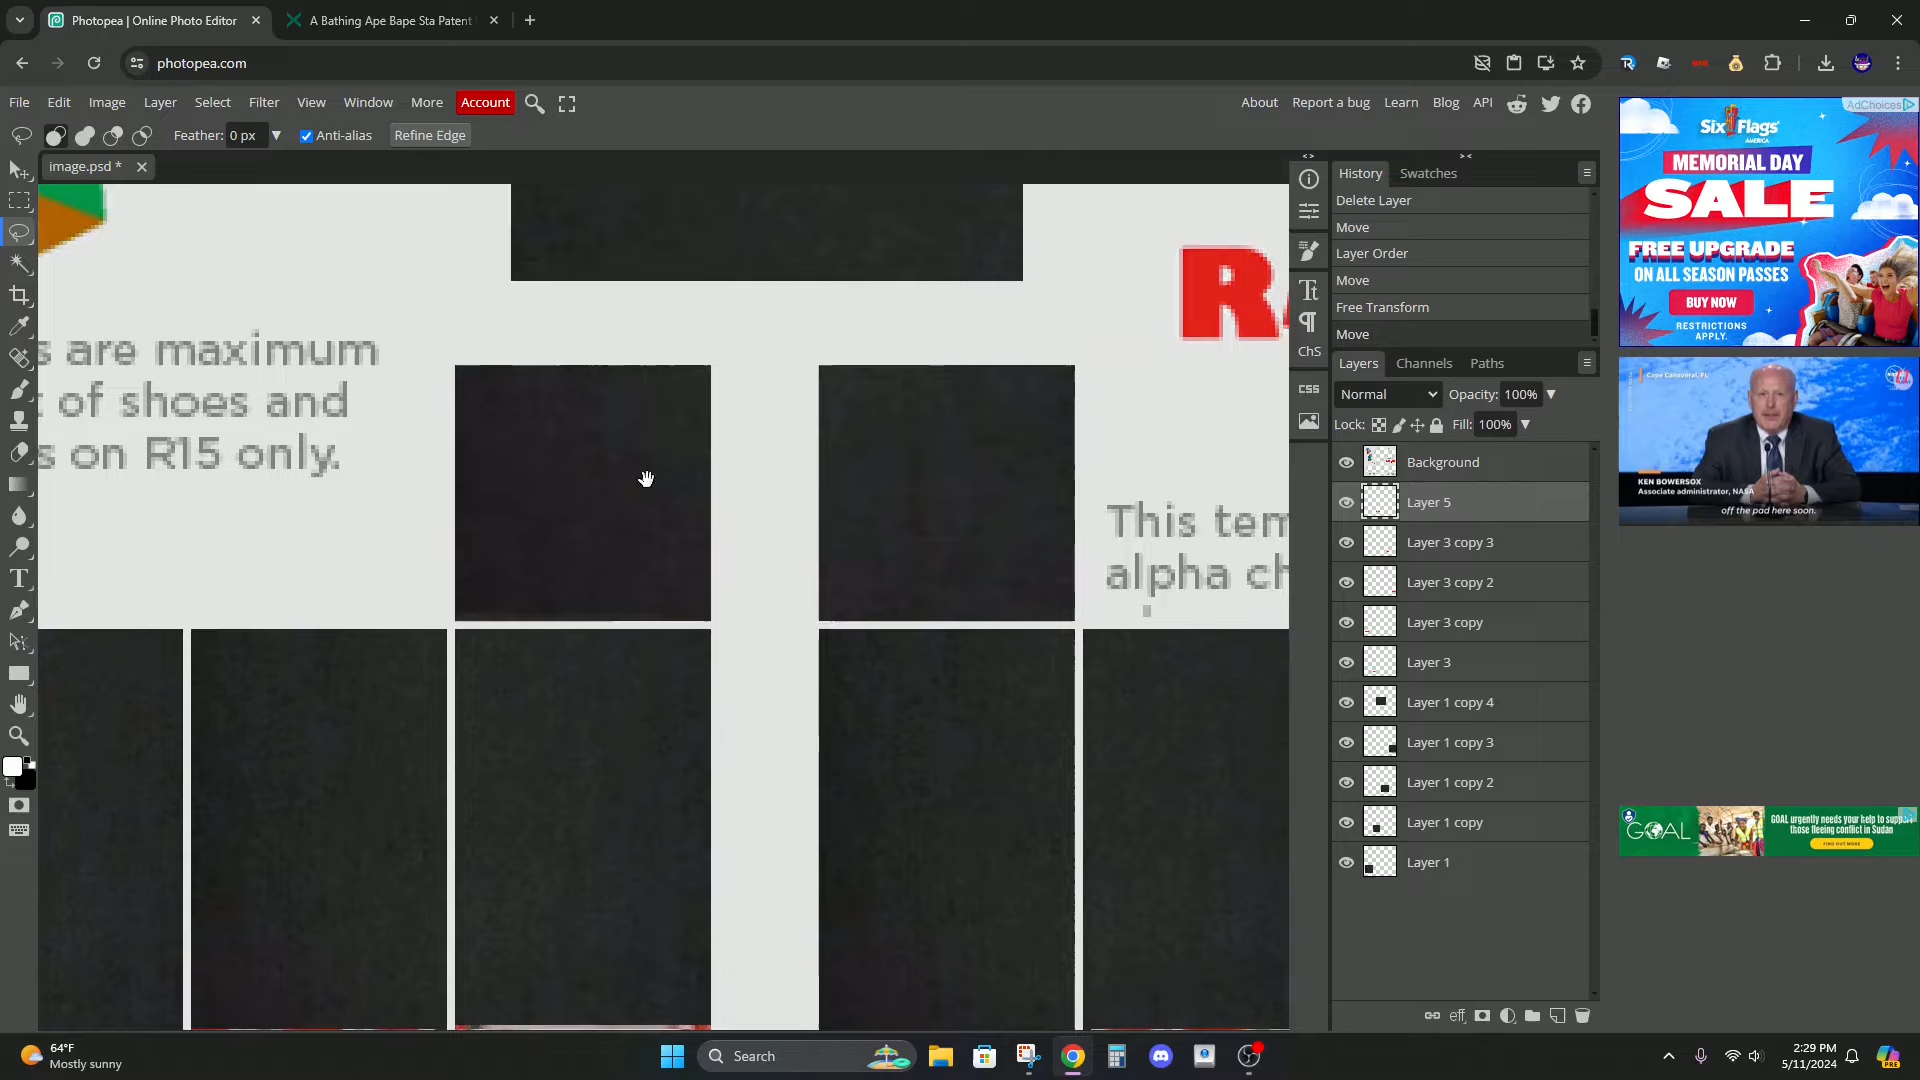 Photopea | Online Photo Editor
A Bathing Ape Bape Sta Patent
photopea.com
File Edit Image Layer Select Filter View Window More Account
About Report a bug Learn Blog API
Feather: 0 px Anti-alias Refine Edge
image.psd *
History Swatches
Delete Layer
Move
Layer Order
Move
Free Transform
Move
Layers Channels Paths
Normal Opacity: 100%
Lock: Fill: 100%
Background
Layer 5
Layer 3 copy 3
Layer 3 copy 2
Layer 3 copy
Layer 3
Layer 1 copy 4
Layer 1 copy 3
Layer 1 copy 2
Layer 1 copy
Layer 1
Tt
ChS
CSS
eff
s are maximum
t of shoes and
s on R15 only.
R
This tem
alpha ch
AdChoices
Six Flags
AMERICA
MEMORIAL DAY
SALE
FREE UPGRADE
ON ALL SEASON PASSES
BUY NOW
RESTRICTIONS
APPLY.
Cape Canaveral, FL
KEN BOWERSOX
Associate administrator, NASA
off the pad here soon.
GOAL
GOAL urgently needs your help to support
those fleeing conflict in Sudan
64°F
Mostly sunny
Search
2:29 PM
5/11/2024
PRE